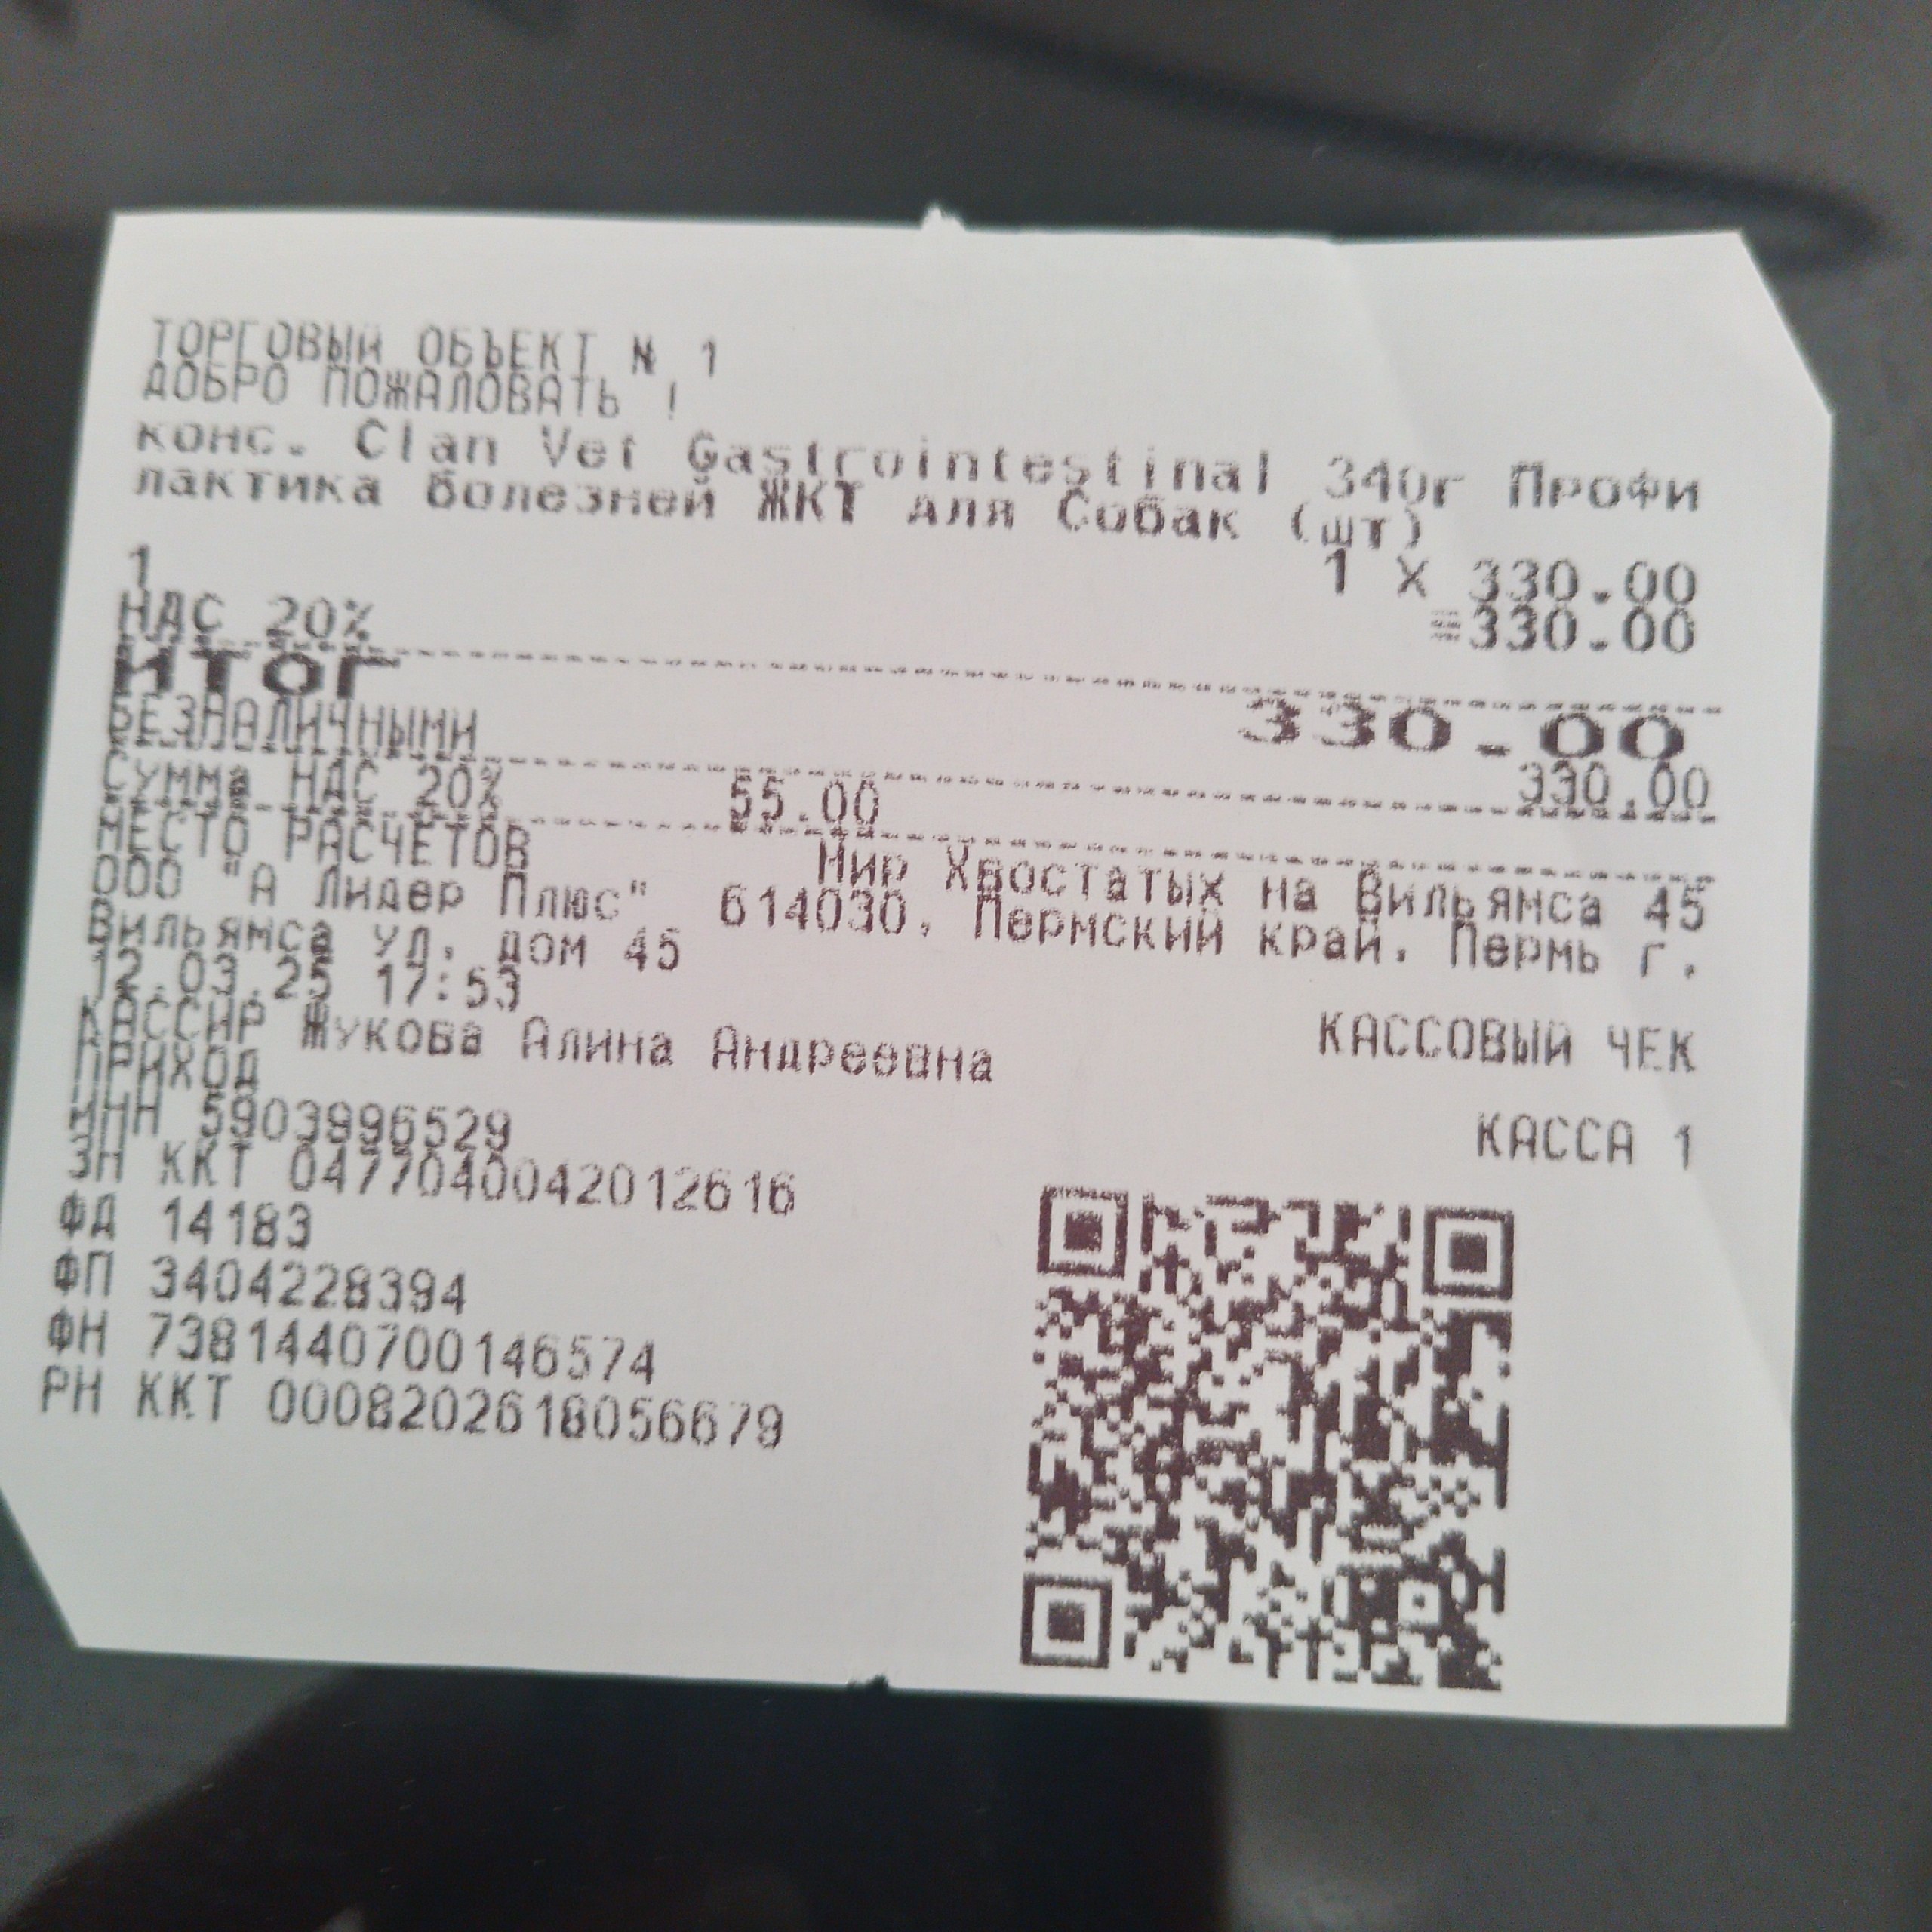 ТОРГОВЫЙ ОБЪЕКТ № 1
ДОБРО ПОЖАЛОВАТЬ !
конс. Clan Vet Gastrointestinal 340г Профи
лактика болезней ЖКТ для Собак (шт)
1 1 X 330.00
НДС 20% =330.00
ИТОГ 330.00
БЕЗНАЛИЧНЫМИ 330.00
Сумма НДС 20% 55.00
МЕСТО РАСЧЕТОВ Мир Хвостатых на Вильямса 45
ООО "А Лидер Плюс" 614030, Пермский край, Пермь г,
Вильямса ул, дом 45
12.03.25 17:53 КАССОВЫЙ ЧЕК
КАССИР Жукова Алина Андреевна
ПРИХОД КАССА 1
ИНН 5903996529
ЗН ККТ 0477040042012616
ФД 14183
ФП 3404228394
ФН 7381440700146574
РН ККТ 0008202618056679